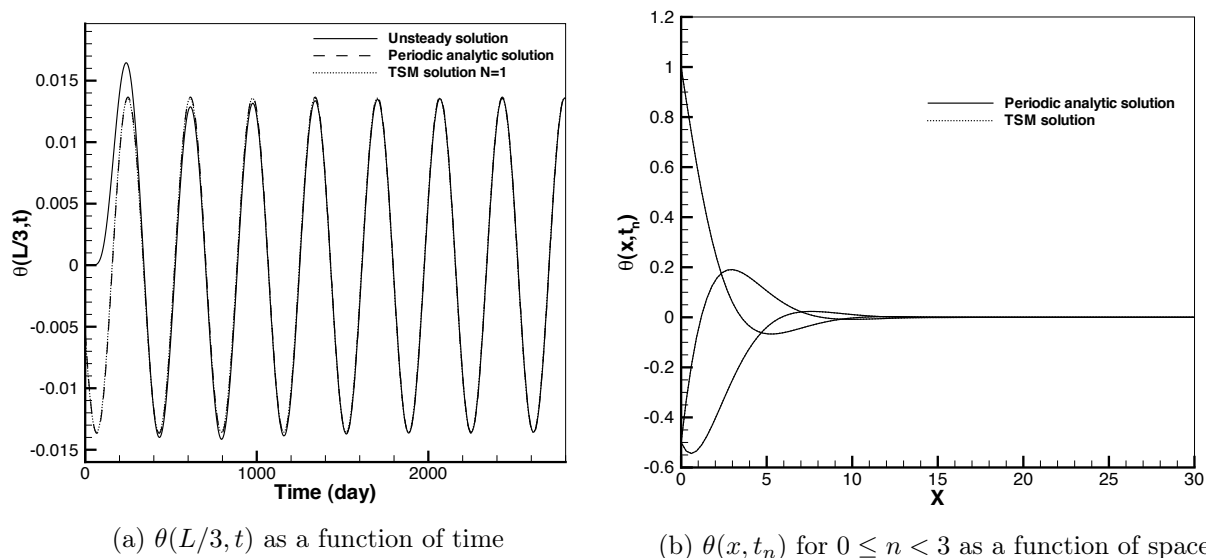 Unsteady solution
Periodic analytic solution
TSM solution N=1
0.015
0.01
0.005
0
-0.005
-0.01
-0.015
θ(L/3,t)
0 1000 2000
Time (day)
(a) θ(L/3, t) as a function of time
1.2
1
0.8
0.6
0.4
0.2
0
-0.2
-0.4
-0.6
θ(x,tₙ)
Periodic analytic solution
TSM solution
0 5 10 15 20 25 30
X
(b) θ(x, tₙ) for 0 ≤ n < 3 as a function of space